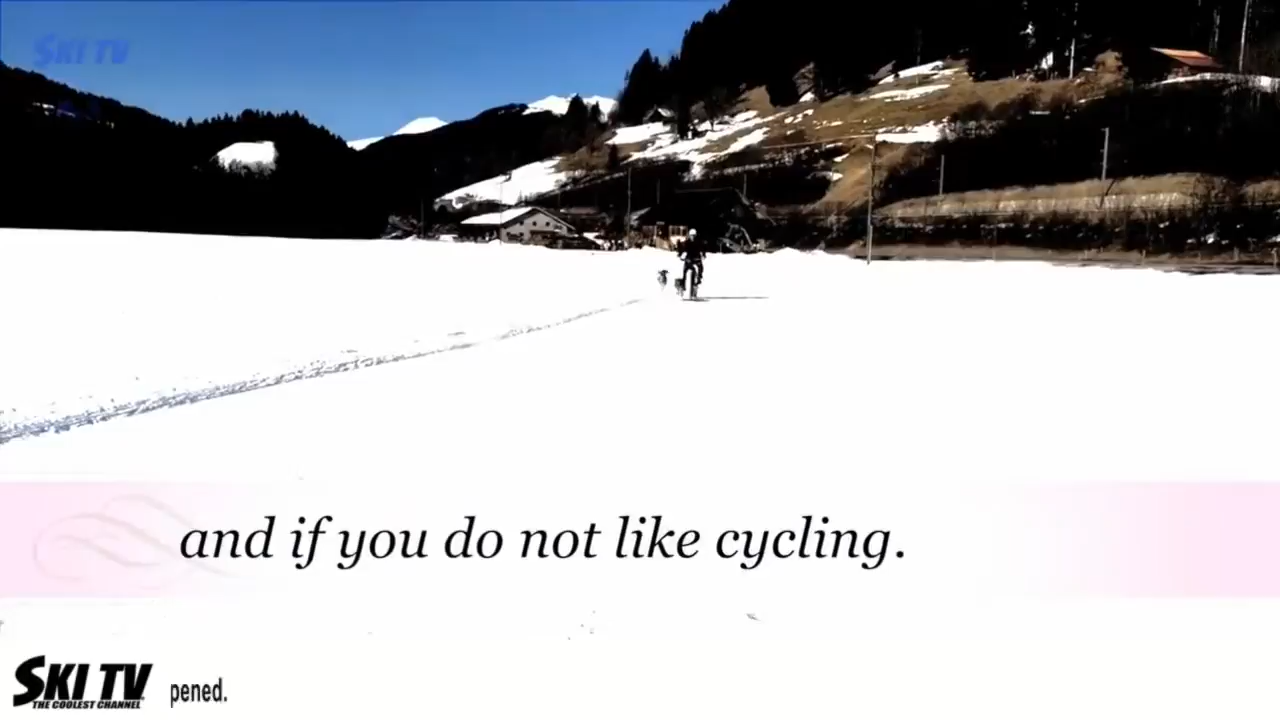 SKI TV
and if you do not like cycling.
SKI TV
THE COOLEST CHANNEL
pened.